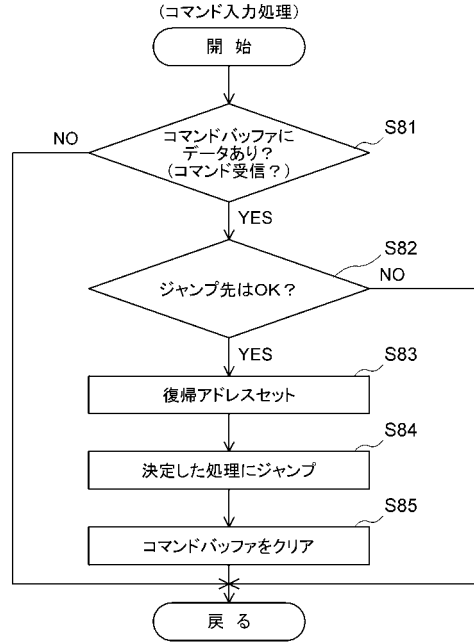 (コマンド入力処理)
開 始
コマンドバッファに
データあり?
(コマンド受信?)
S81
NO
YES
S82
ジャンプ先はOK?
NO
YES
S83
復帰アドレスセット
S84
決定した処理にジャンプ
S85
コマンドバッファをクリア
戻 る